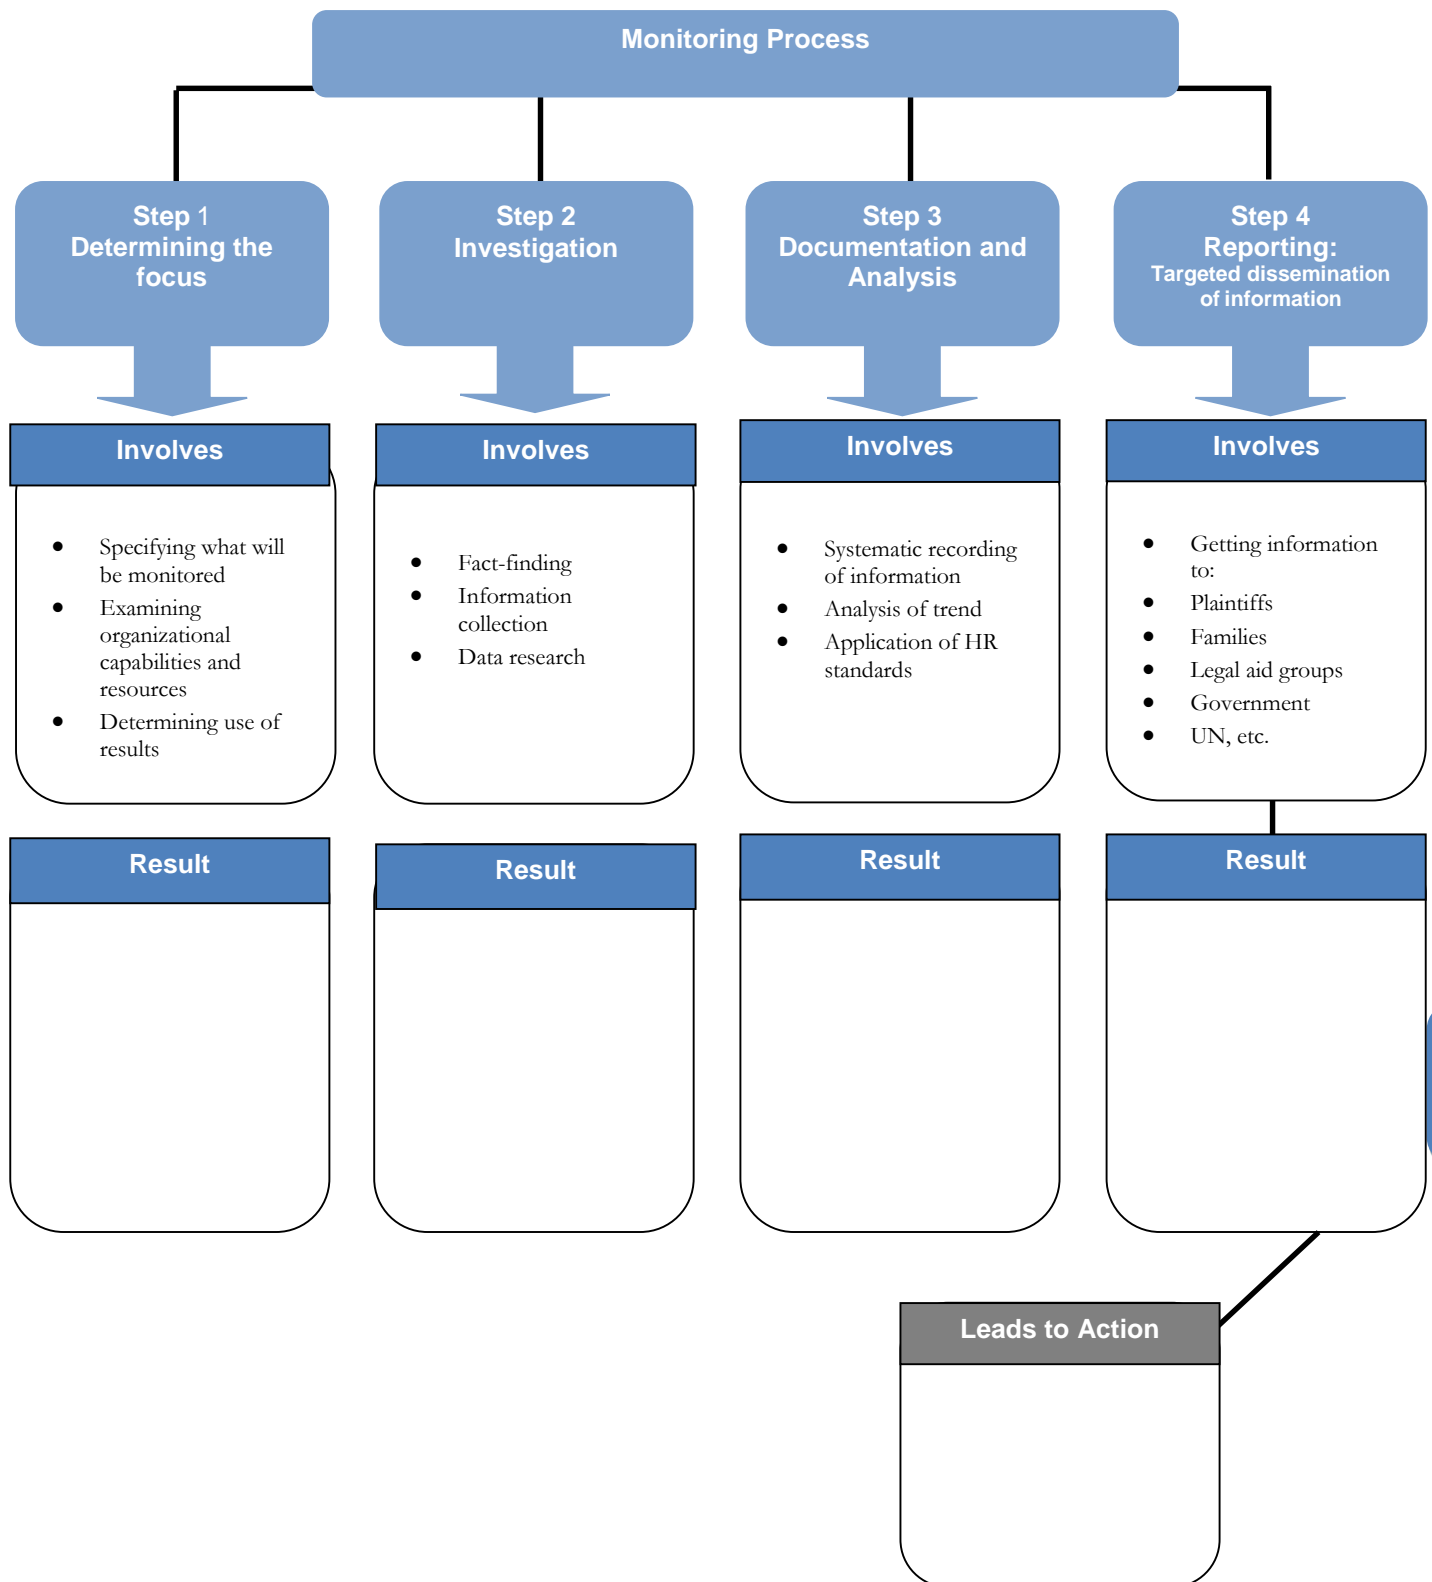 Monitoring Process
Step 1
Determining the
focus
Step 2
Investigation
Step 3
Documentation and
Analysis
Step 4
Reporting:
Targeted dissemination
of information
Involves
• Specifying what will
be monitored
• Examining
organizational
capabilities and
resources
• Determining use of
results
Involves
• Fact-finding
• Information
collection
• Data research
Involves
• Systematic recording
of information
• Analysis of trend
• Application of HR
standards
Involves
• Getting information
to:
• Plaintiffs
• Families
• Legal aid groups
• Government
• UN, etc.
Result
Result
Result
Result
Leads to Action